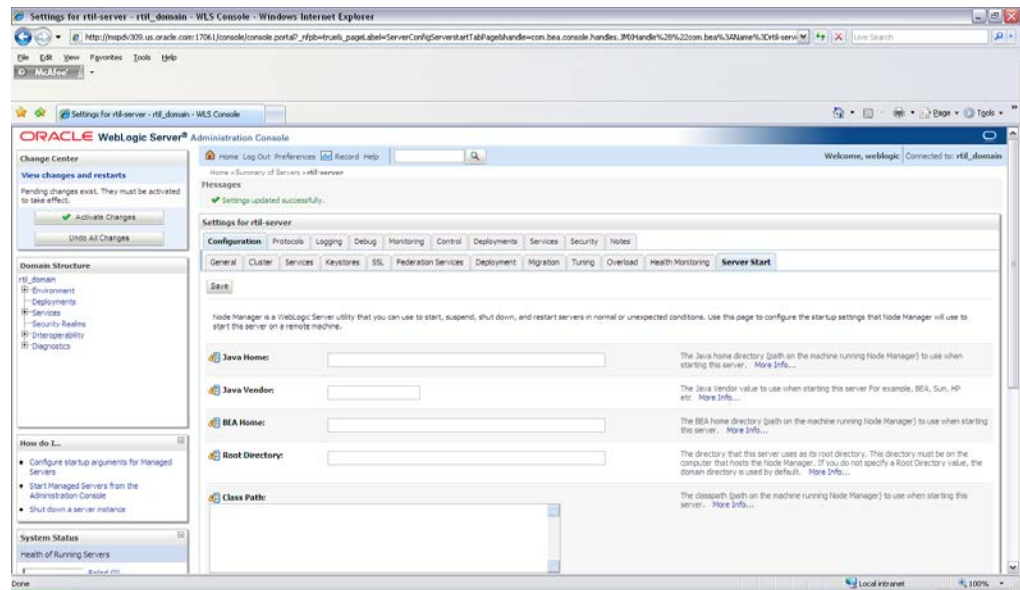 Settings for rtil-server - rtil_domain - WLS Console - Windows Internet Explorer
Live Search
File Edit View Favorites Tools Help
McAfee
Settings for rtil-server - rtil_domain - WLS Console
Page Tools
ORACLE WebLogic Server® Administration Console
Change Center
View changes and restarts
Pending changes exist. They must be activated
to take effect.
Activate Changes
Undo All Changes
Domain Structure
rtil_domain
Environment
Deployments
Services
Security Realms
Interoperability
Diagnostics
How do I...
Configure startup arguments for Managed
Servers
Start Managed Servers from the
Administration Console
Shut down a server instance
System Status
Health of Running Servers
Failed (0)
Home Log Out Preferences Record Help
Welcome, weblogic Connected to: rtil_domain
Home >Summary of Servers >rtil-server
Messages
Settings updated successfully.
Settings for rtil-server
Configuration Protocols Logging Debug Monitoring Control Deployments Services Security Notes
General Cluster Services Keystores SSL Federation Services Deployment Migration Tuning Overload Health Monitoring Server Start
Save
Node Manager is a WebLogic Server utility that you can use to start, suspend, shut down, and restart servers in normal or unexpected conditions. Use this page to configure the startup settings that Node Manager will use to
start this server on a remote machine.
Java Home:
The Java home directory (path on the machine running Node Manager) to use when
starting this server. More Info...
Java Vendor:
The Java Vendor value to use when starting this server For example, BEA, Sun, HP
etc More Info...
BEA Home:
The BEA home directory (path on the machine running Node Manager) to use when starting
this server. More Info...
Root Directory:
The directory that this server uses as its root directory. This directory must be on the
computer that hosts the Node Manager. If you do not specify a Root Directory value, the
domain directory is used by default. More Info...
Class Path:
The classpath (path on the machine running Node Manager) to use when starting this
server. More Info...
Done
Local intranet
100%